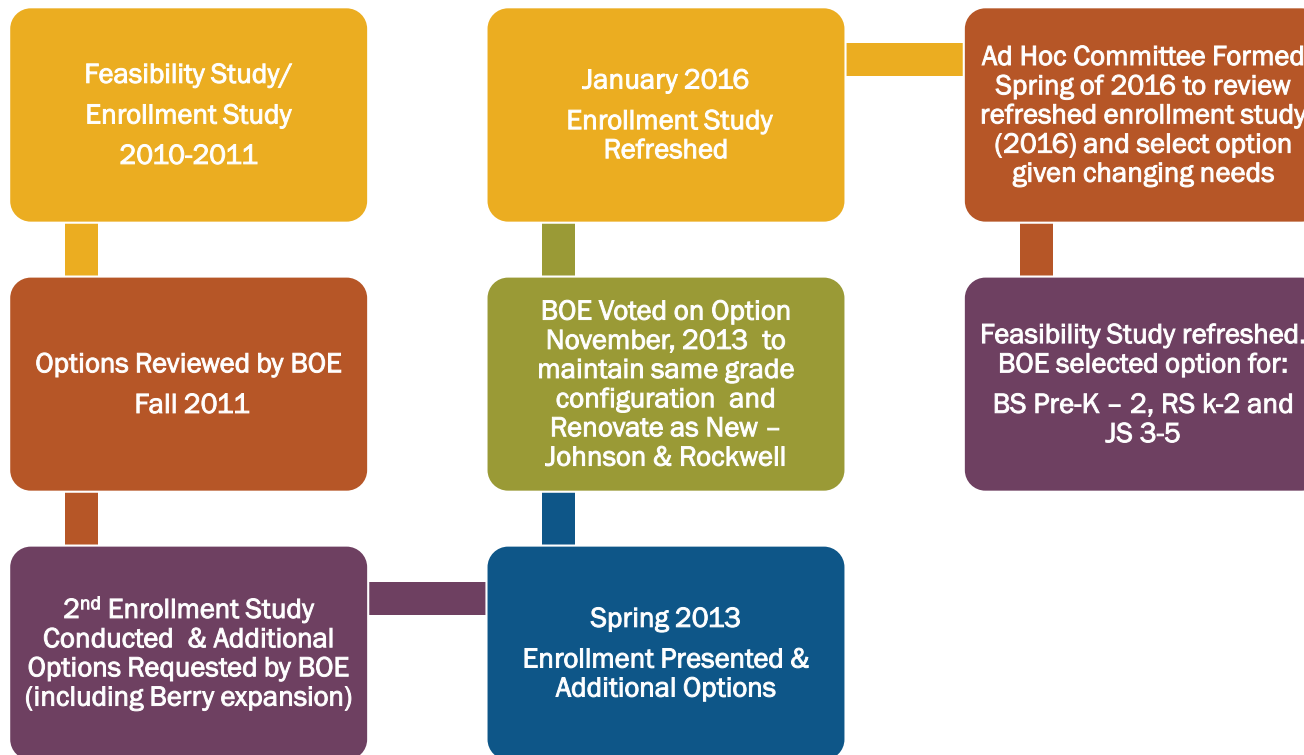 Feasibility Study/
Enrollment Study
2010-2011
Options Reviewed by BOE
Fall 2011
2nd Enrollment Study
Conducted & Additional
Options Requested by BOE
(including Berry expansion)
Spring 2013
Enrollment Presented &
Additional Options
BOE Voted on Option
November, 2013 to
maintain same grade
configuration and
Renovate as New –
Johnson & Rockwell
January 2016
Enrollment Study
Refreshed
Ad Hoc Committee Formed
Spring of 2016 to review
refreshed enrollment study
(2016) and select option
given changing needs
Feasibility Study refreshed.
BOE selected option for:
BS Pre-K – 2, RS k-2 and
JS 3-5